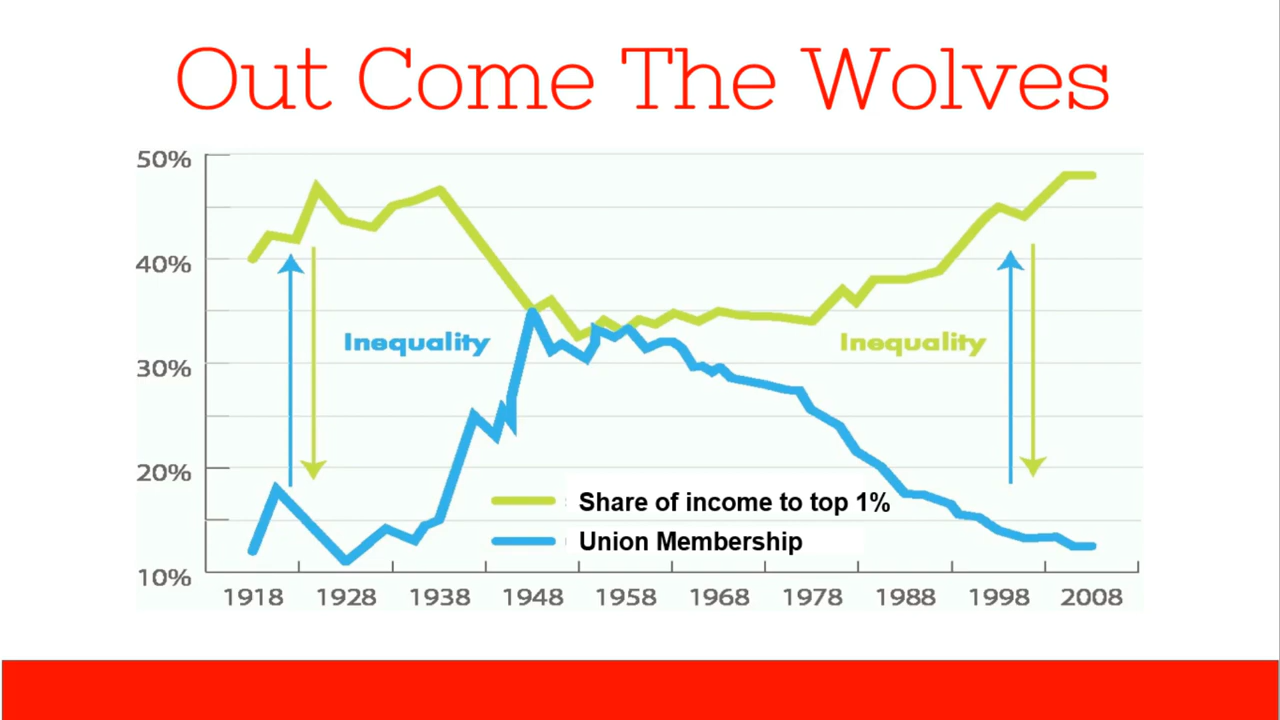 Out Come The Wolves
50%
40%
30%
20%
10%
Inequality
Inequality
Share of income to top 1%
Union Membership
1918 1928 1938 1948 1958 1968 1978 1988 1998 2008